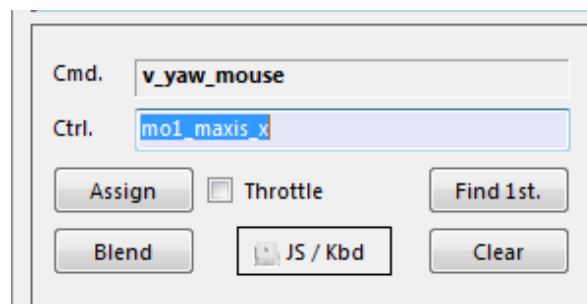 Cmd. v_yaw_mouse
Ctrl. mo1_maxis_x
Assign Throttle Find 1st.
Blend JS / Kbd Clear